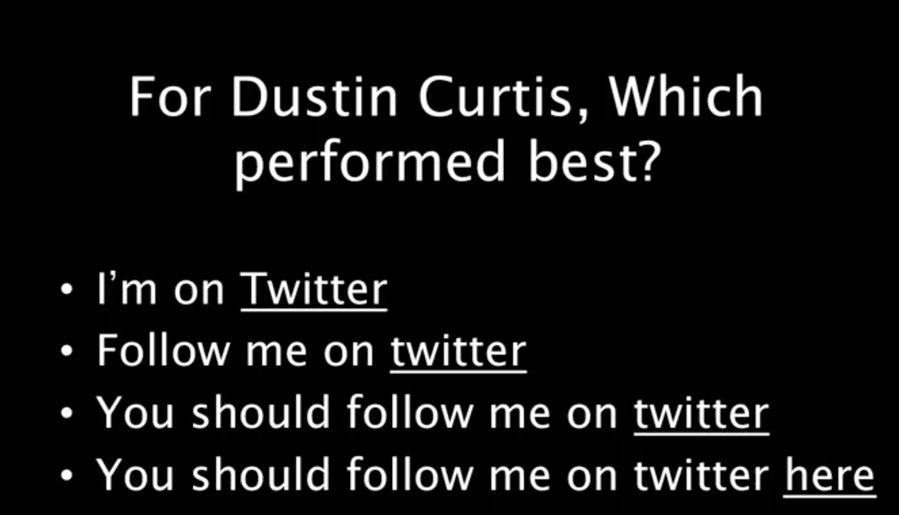 For Dustin Curtis, Which
performed best?
• I’m on Twitter
• Follow me on twitter
• You should follow me on twitter
• You should follow me on twitter here